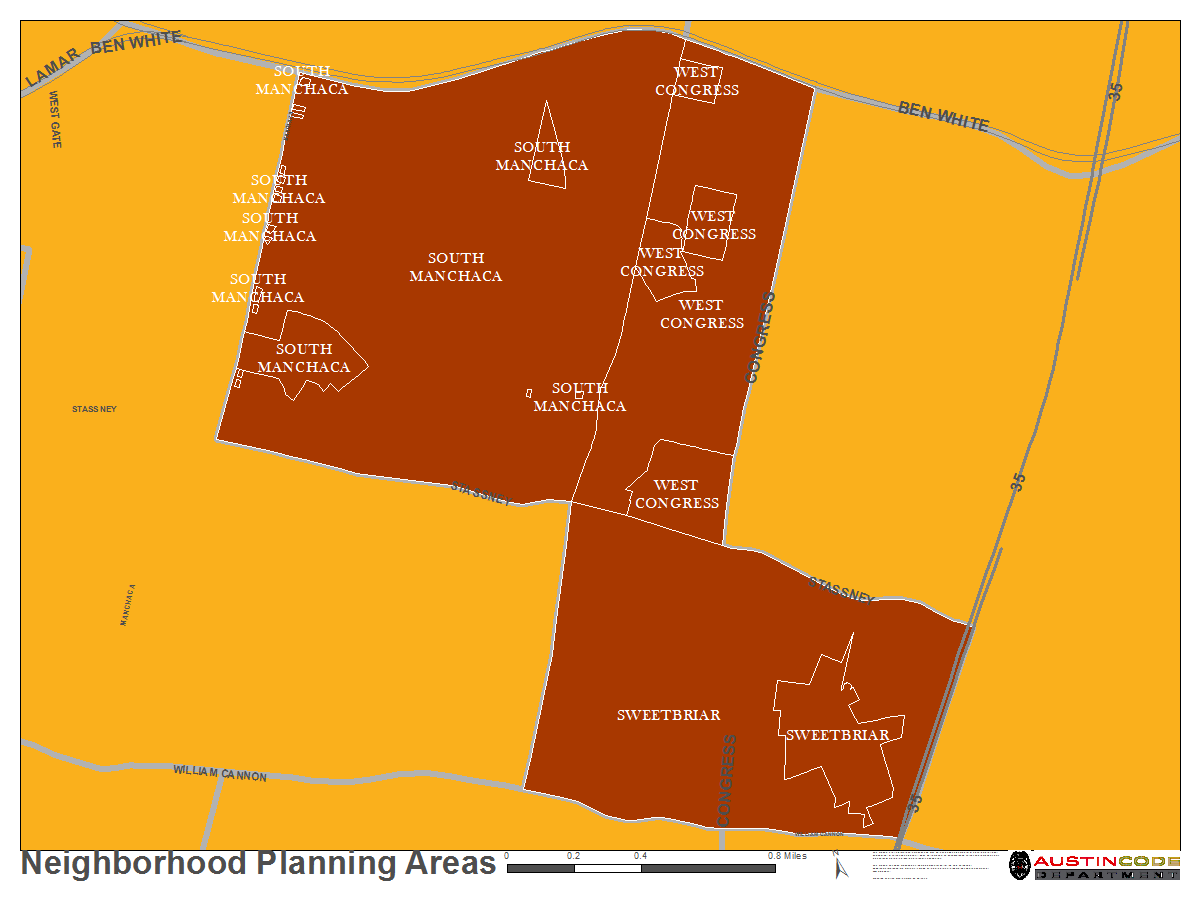 LAMAR
BEN WHITE
WEST GATE
SOUTH
MANCHACA
WEST
CONGRESS
35
BEN WHITE
SOUTH
MANCHACA
SOUTH
MANCHACA
SOUTH
MANCHACA
WEST
CONGRESS
WEST
CONGRESS
SOUTH
MANCHACA
SOUTH
MANCHACA
WEST
CONGRESS
CONGRESS
SOUTH
MANCHACA
SOUTH
MANCHACA
STASSNEY
STASSNEY
WEST
CONGRESS
35
STASSNEY
MANCHACA
SWEETBRIAR
SWEETBRIAR
CONGRESS
WILLIAM CANNON
35
WILLIAM CANNON
Neighborhood Planning Areas
0 0.2 0.4 0.8 Miles
AUSTINCODE
DEPARTMENT